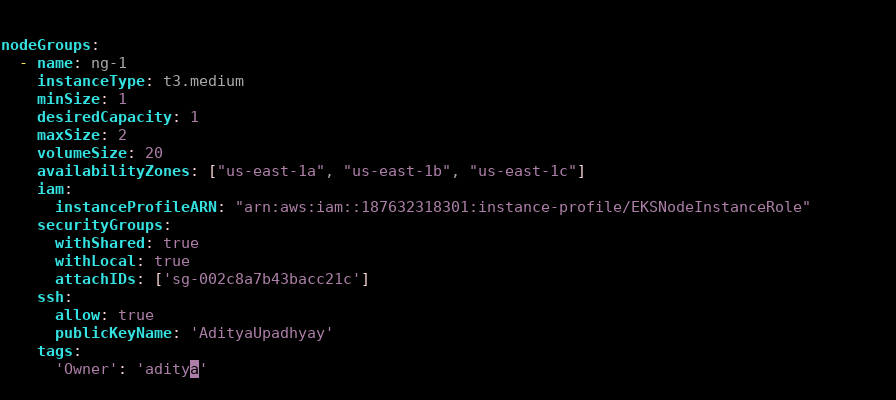 nodeGroups:
  - name: ng-1
    instanceType: t3.medium
    minSize: 1
    desiredCapacity: 1
    maxSize: 2
    volumeSize: 20
    availabilityZones: ["us-east-1a", "us-east-1b", "us-east-1c"]
    iam:
      instanceProfileARN: "arn:aws:iam::187632318301:instance-profile/EKSNodeInstanceRole"
    securityGroups:
      withShared: true
      withLocal: true
      attachIDs: ['sg-002c8a7b43bacc21c']
    ssh:
      allow: true
      publicKeyName: 'AdityaUpadhyay'
    tags:
      'Owner': 'aditya'